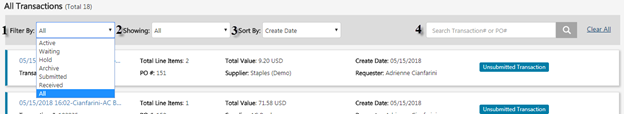 All Transactions (Total 18)
1 Filter By: All 2 Showing: All 3 Sort By: Create Date 4 Search Transaction# or PO# Clear All
Active
Waiting
Hold
Archive
Submitted
Received
All
05/15/ Total Line Items: 2 Total Value: 9.20 USD Create Date: 05/15/2018 Unsubmitted Transaction
Transa PO #: 151 Supplier: Staples (Demo) Requester: Adrienne Cianfarini
05/15/2018 16:02-Cianfarini-AC B... Total Line Items: 1 Total Value: 71.58 USD Create Date: 05/15/2018 Unsubmitted Transaction